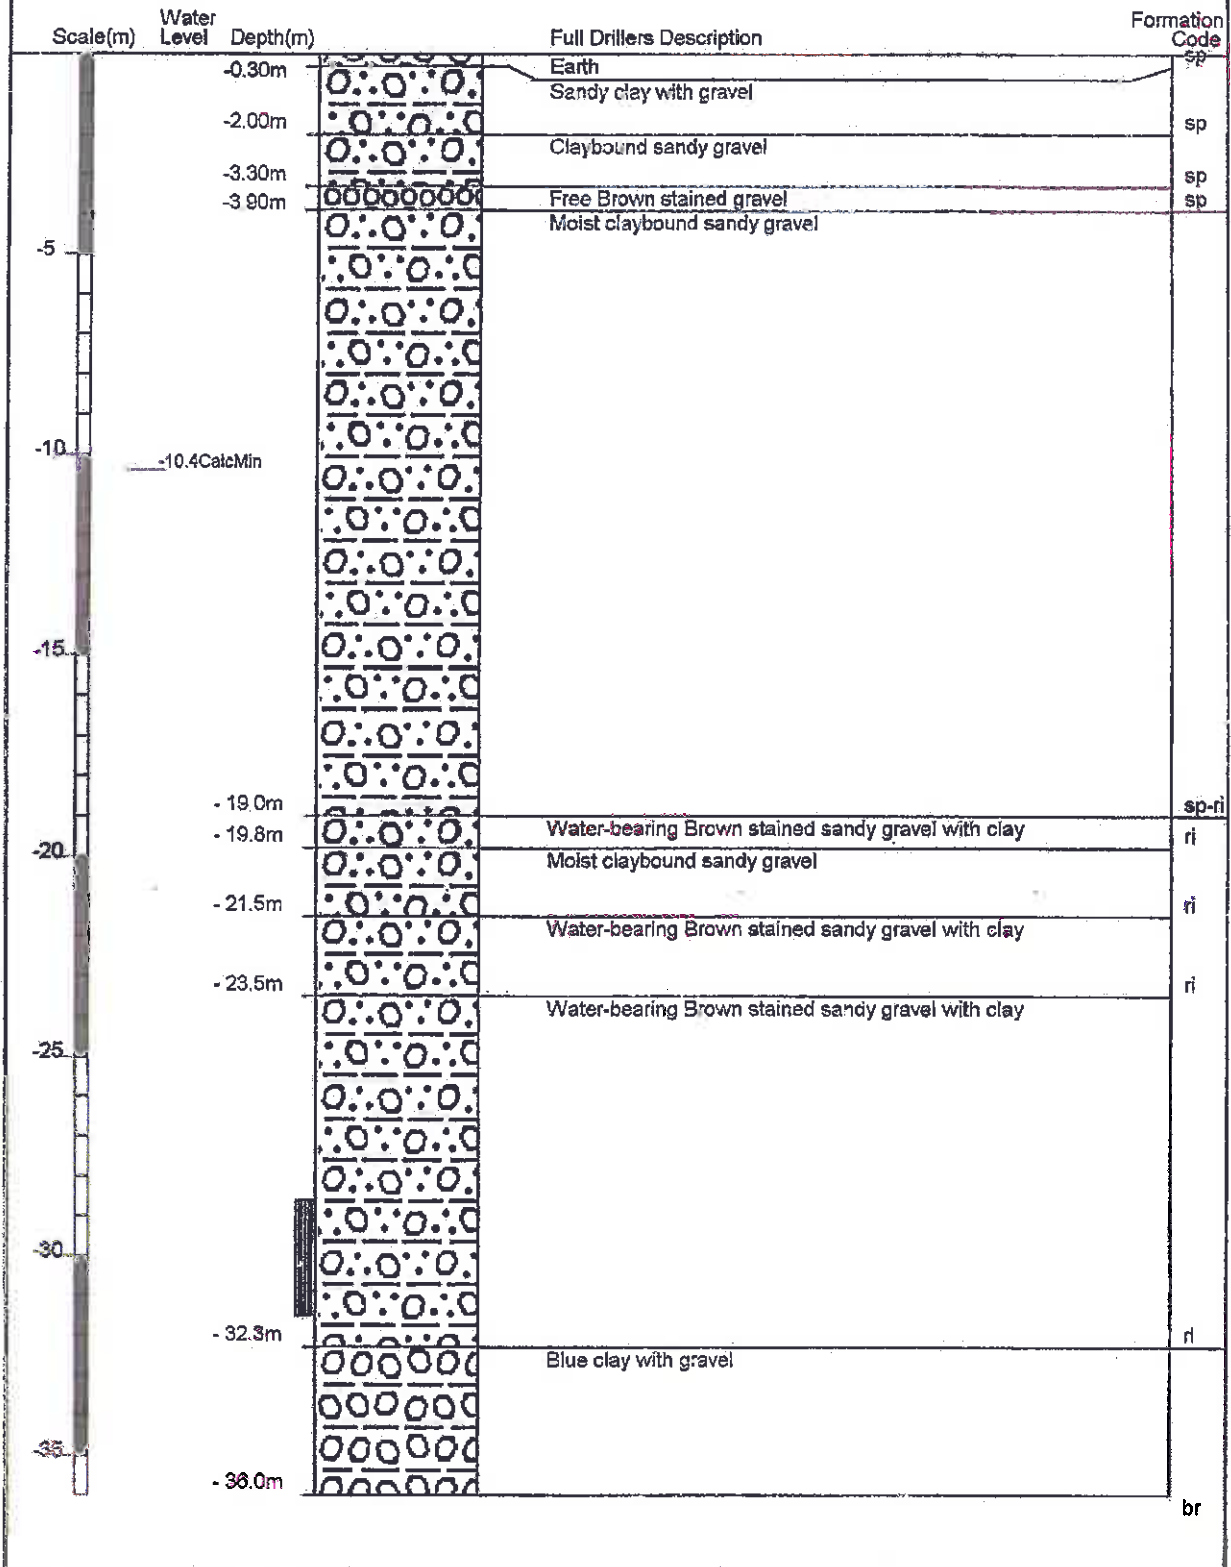 Scale(m) Water Level Depth(m) Full Drillers Description Formation Code
-0.30m Earth sp
Sandy clay with gravel
-2.00m sp
Claybound sandy gravel
-3.30m sp
-3.90m Free Brown stained gravel sp
Moist claybound sandy gravel
-5
-10
-10.4CalcMin
-15
- 19.0m sp-ri
Water-bearing Brown stained sandy gravel with clay
- 19.8m ri
-20
Moist claybound sandy gravel
- 21.5m ri
Water-bearing Brown stained sandy gravel with clay
- 23.5m ri
Water-bearing Brown stained sandy gravel with clay
-25
-30
- 32.3m ri
Blue clay with gravel
-35
- 36.0m
br